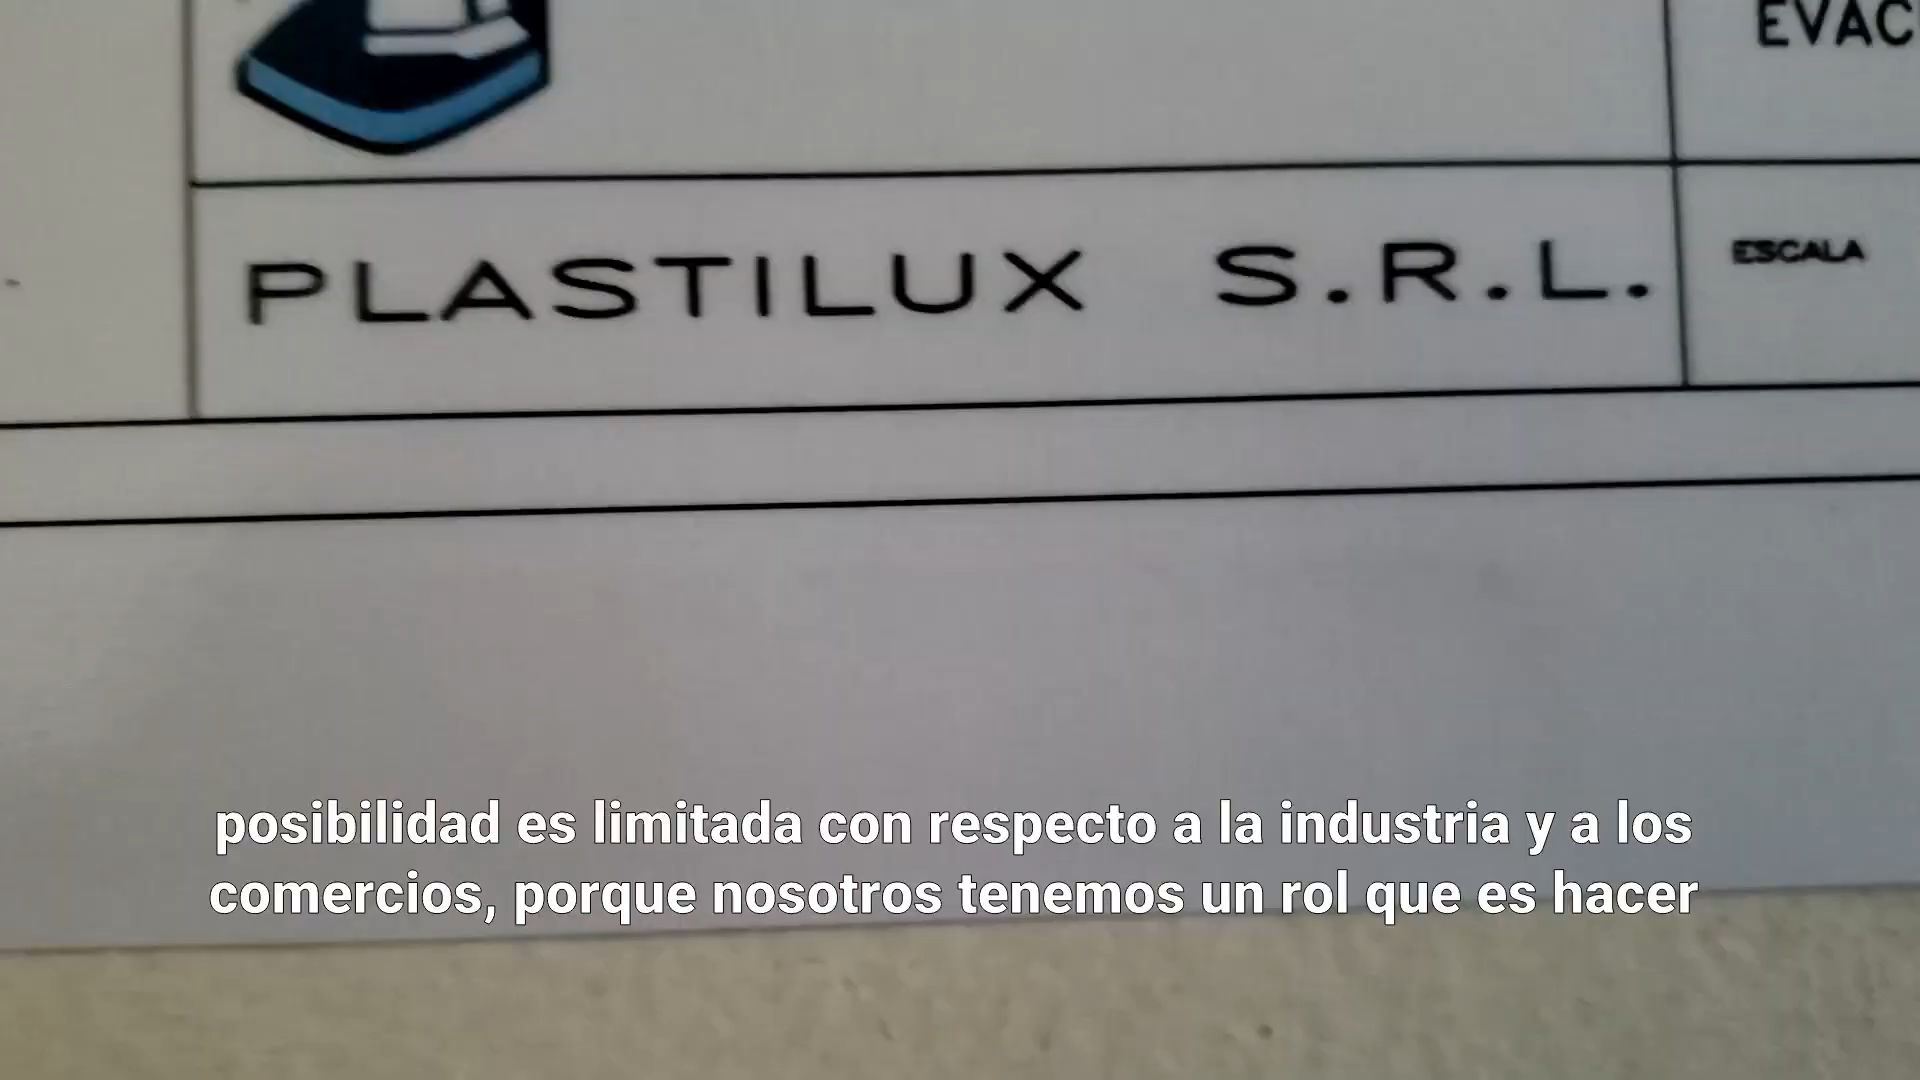 EVAC
PLASTILUX S.R.L.
ESCALA
posibilidad es limitada con respecto a la industria y a los
comercios, porque nosotros tenemos un rol que es hacer